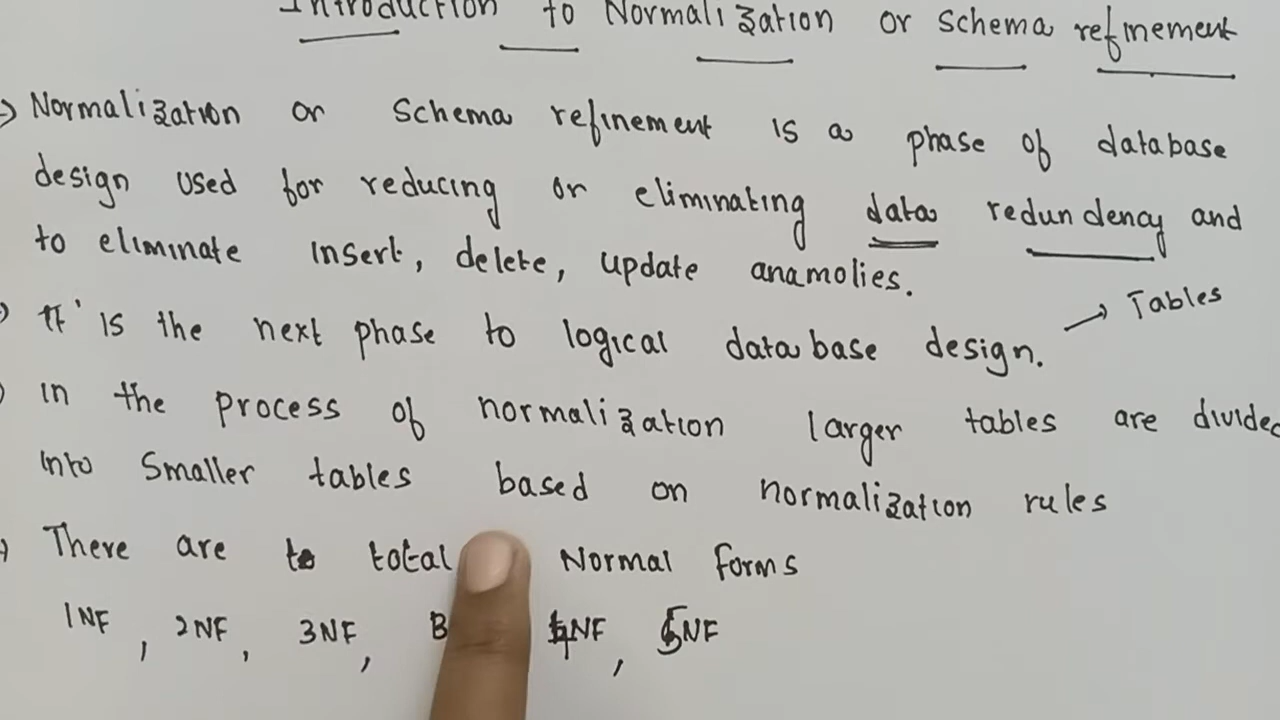 Introduction to Normalization or Schema refinement
Normalization or Schema refinement is a phase of database
design used for reducing or eliminating data redundency and
to eliminate insert, delete, update anamolies.
→ Tables
It is the next phase to logical database design.
in the process of normalization larger tables are divided
into smaller tables based on normalization rules
There are to total Normal forms
1NF, 2NF, 3NF, 4NF, 5NF